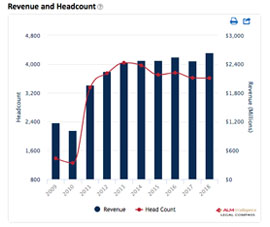 Revenue and Headcount
4,800 $3,000
4,000 $2,400
3,200 $1,800
2,400 $1,200
1,600 $600
800 $0
Headcount
Revenue (Millions)
2009 2010 2011 2012 2013 2014 2015 2016 2017 2018
Revenue Head Count
ALM Intelligence
LEGAL COMPASS